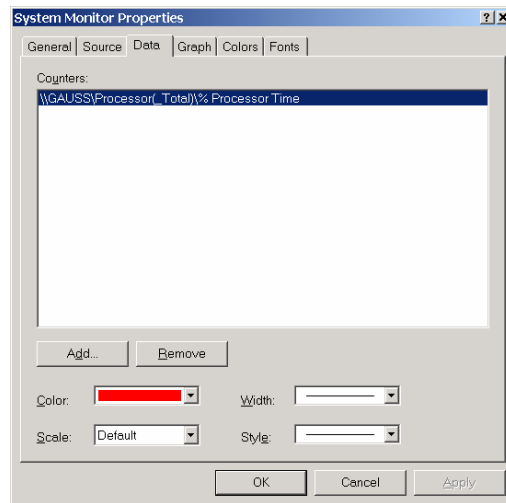 System Monitor Properties
General Source Data Graph Colors Fonts
Counters:
\\GAUSS\Processor(_Total)\% Processor Time
Add... Remove
Color: Width:
Scale: Default Style:
OK Cancel Apply